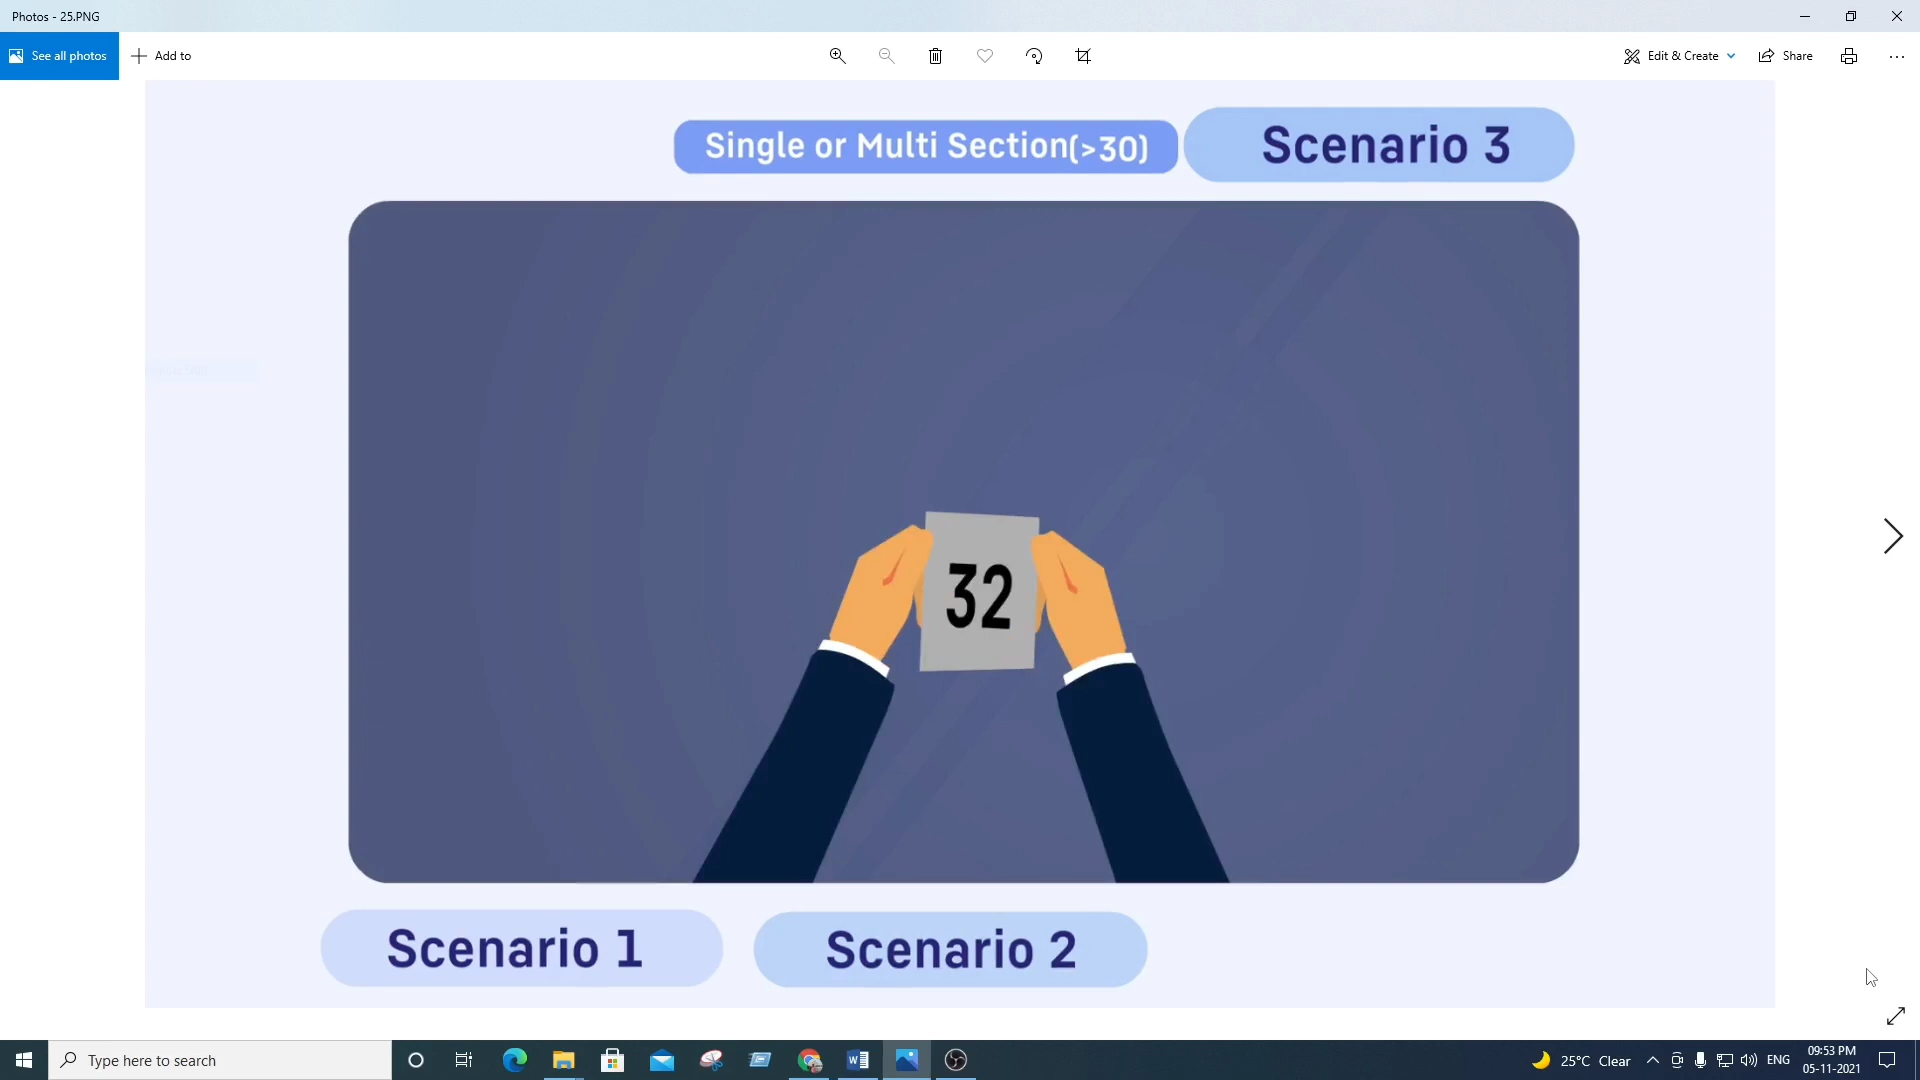 Photos - 25.PNG
See all photos
Add to
Edit & Create
Share
Single or Multi Section(>30)
Scenario 3
32
Scenario 1
Scenario 2
Type here to search
25°C Clear
ENG
09:53 PM
05-11-2021